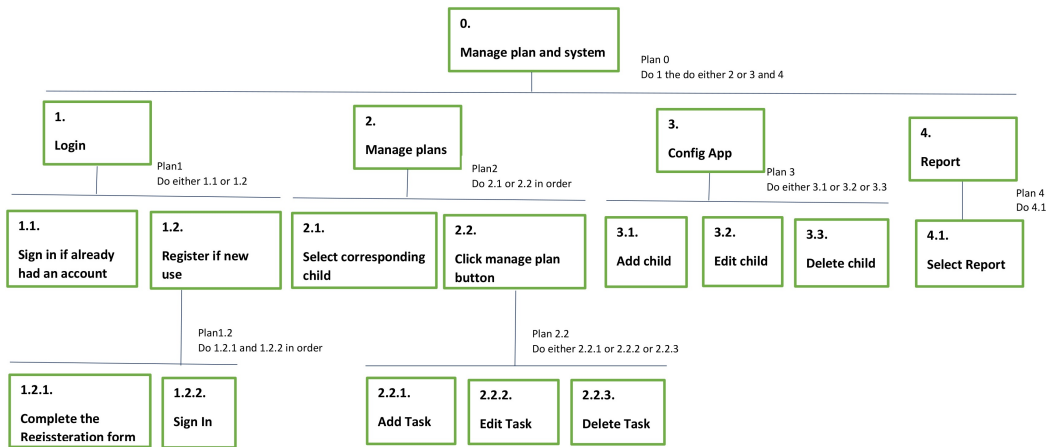 0.
Manage plan and system
Plan 0
Do 1 the do either 2 or 3 and 4
1.
Login
2.
Manage plans
3.
Config App
4.
Report
Plan1
Do either 1.1 or 1.2
Plan2
Do 2.1 or 2.2 in order
Plan 3
Do either 3.1 or 3.2 or 3.3
Plan 4
Do 4.1
1.1.
Sign in if already
had an account
1.2.
Register if new
use
2.1.
Select corresponding
child
2.2.
Click manage plan
button
3.1.
Add child
3.2.
Edit child
3.3.
Delete child
4.1.
Select Report
Plan1.2
Do 1.2.1 and 1.2.2 in order
Plan 2.2
Do either 2.2.1 or 2.2.2 or 2.2.3
1.2.1.
Complete the
Regissteration form
1.2.2.
Sign In
2.2.1.
Add Task
2.2.2.
Edit Task
2.2.3.
Delete Task